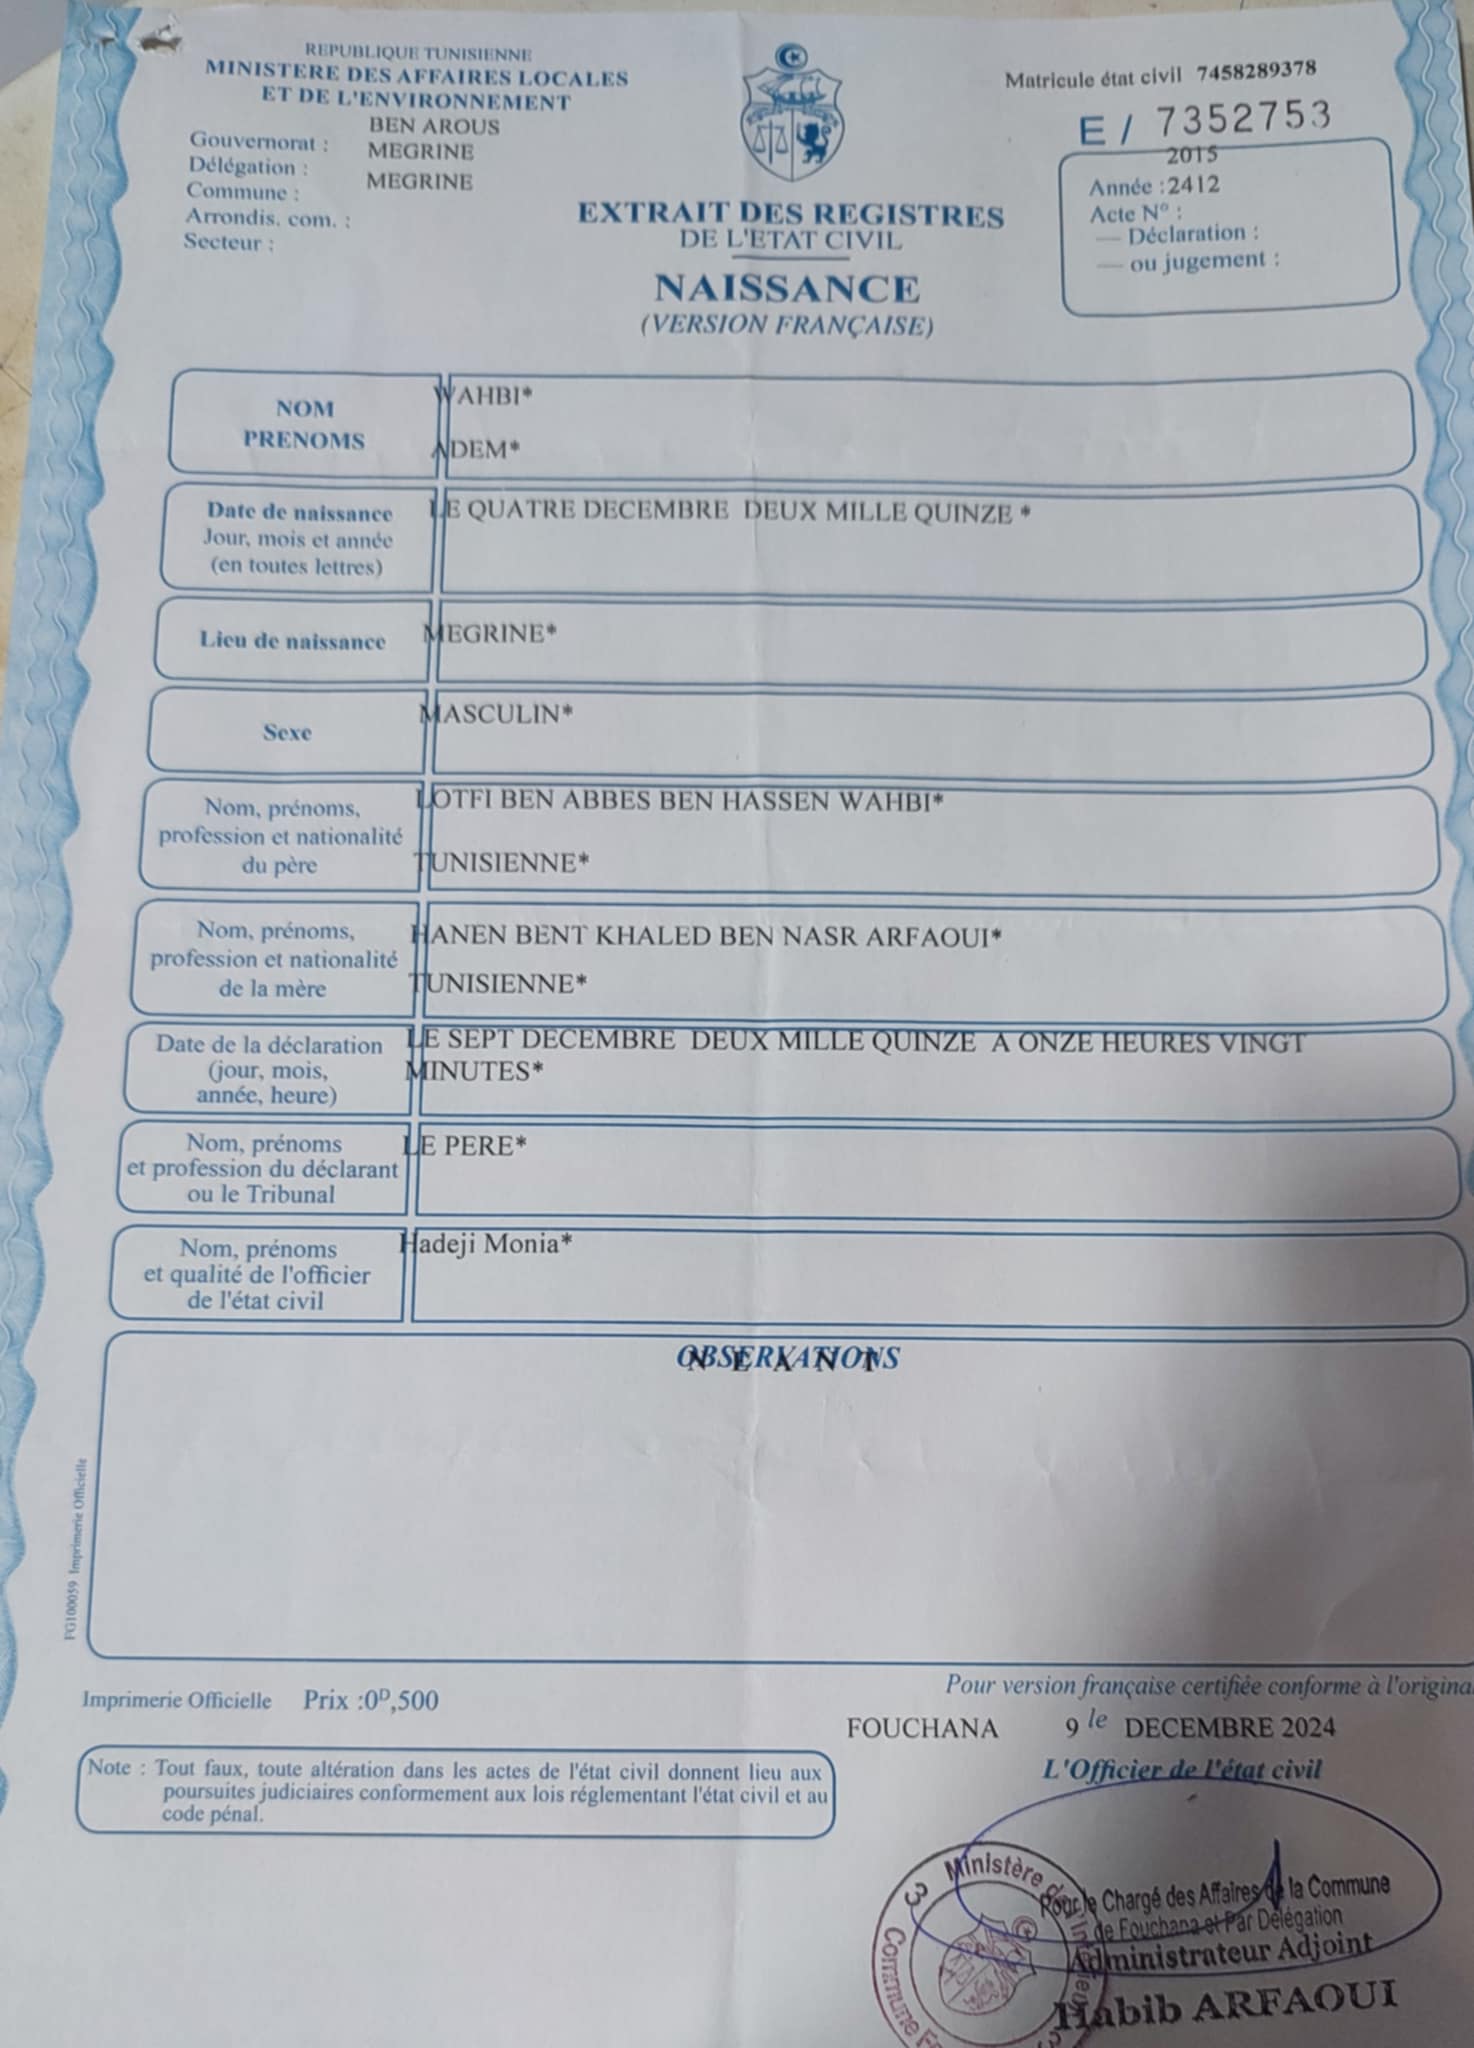 REPUBLIQUE TUNISIENNE
MINISTERE DES AFFAIRES LOCALES
ET DE L'ENVIRONNEMENT
BEN AROUS
Gouvernorat :
MEGRINE
Délégation :
MEGRINE
Commune :
Arrondis. com. :
Secteur :
Matricule état civil 7458289378
E / 7352753
2015
Année : 2412
Acte N° :
— Déclaration :
— ou jugement :
EXTRAIT DES REGISTRES
DE L'ETAT CIVIL
NAISSANCE
(VERSION FRANÇAISE)
NOM
PRENOMS
WAHBI*
ADEM*
Date de naissance
Jour, mois et année
(en toutes lettres)
LE QUATRE DECEMBRE DEUX MILLE QUINZE *
Lieu de naissance
MEGRINE*
Sexe
MASCULIN*
Nom, prénoms,
profession et nationalité
du père
LOTFI BEN ABBES BEN HASSEN WAHBI*
TUNISIENNE*
Nom, prénoms,
profession et nationalité
de la mère
HANEN BENT KHALED BEN NASR ARFAOUI*
TUNISIENNE*
Date de la déclaration
(jour, mois,
année, heure)
LE SEPT DECEMBRE DEUX MILLE QUINZE A ONZE HEURES VINGT
MINUTES*
Nom, prénoms
et profession du déclarant
ou le Tribunal
LE PERE*
Nom, prénoms
et qualité de l'officier
de l'état civil
Hadeji Monia*
OBSERVATIONS
N E A N T
FG100059 Imprimerie Officielle
Imprimerie Officielle Prix :0D,500
Note : Tout faux, toute altération dans les actes de l'état civil donnent lieu aux
poursuites judiciaires conformement aux lois réglementant l'état civil et au
code pénal.
Pour version française certifiée conforme à l'origina
FOUCHANA 9 le DECEMBRE 2024
L'Officier de l'état civil
Pour le Chargé des Affaires de la Commune
de Fouchana et Par Délégation
Administrateur Adjoint
Habib ARFAOUI
3 Ministère de l'Intérieur
Commune